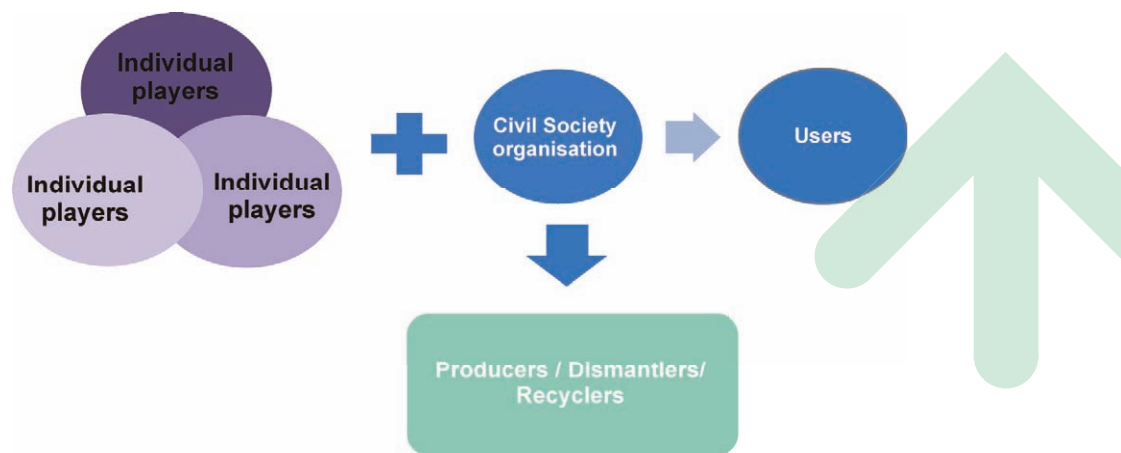 Individual
players
Individual
players
Individual
players
Civil Society
organisation
Users
Producers / Dismantlers/
Recyclers